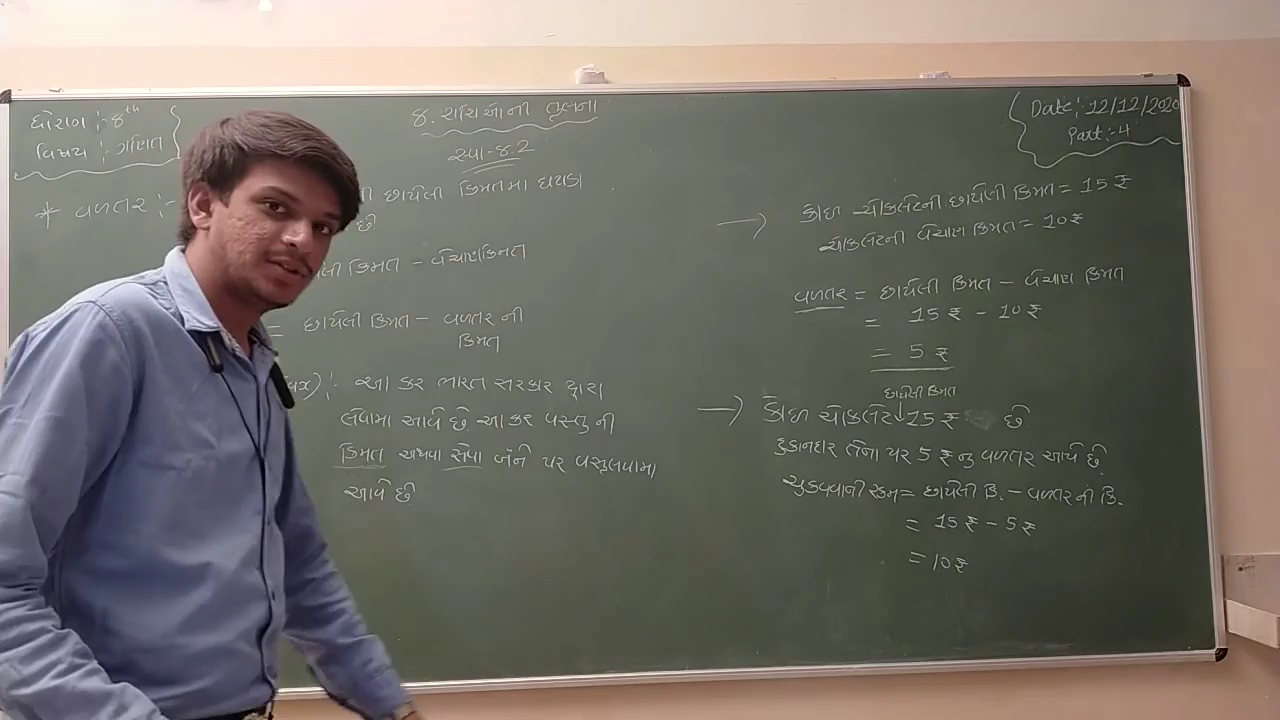 ધોરણ :- 8th
વિષય :- ગણિત
૪. રાશિઓની તુલના
સ્વા-૪.2
Date:- 12/12/2020
Part:- 4
* વળતર :-
છાપેલી કિંમતમા ઘટાડા
છે.
કિંમત - વેચાણકિંમત
= છાપેલી કિંમત - વળતર ની
કિંમત
આ કર ભારત સરકાર દ્વારા
લેવામા આવે છે આ કર વસ્તુ ની
કિંમત અથવા સેવા બંને પર વસૂલવામા
આવે છે
→ કોઇ ચોકલેટની છાપેલી કિંમત = 15 ₹
ચોકલેટની વેચાણ કિંમત = 10 ₹
વળતર = છાપેલી કિંમત - વેચાણ કિંમત
= 15 ₹ - 10 ₹
= 5 ₹
છાપેલી કિંમત
→ કોઇ ચોકલેટ ↓ 15 ₹ છે
દુકાનદાર તેના પર 5 ₹ નુ વળતર આપે છે.
ચુકવવાની રકમ = છાપેલી કિં. - વળતર ની કિં.
= 15 ₹ - 5 ₹
= 10 ₹